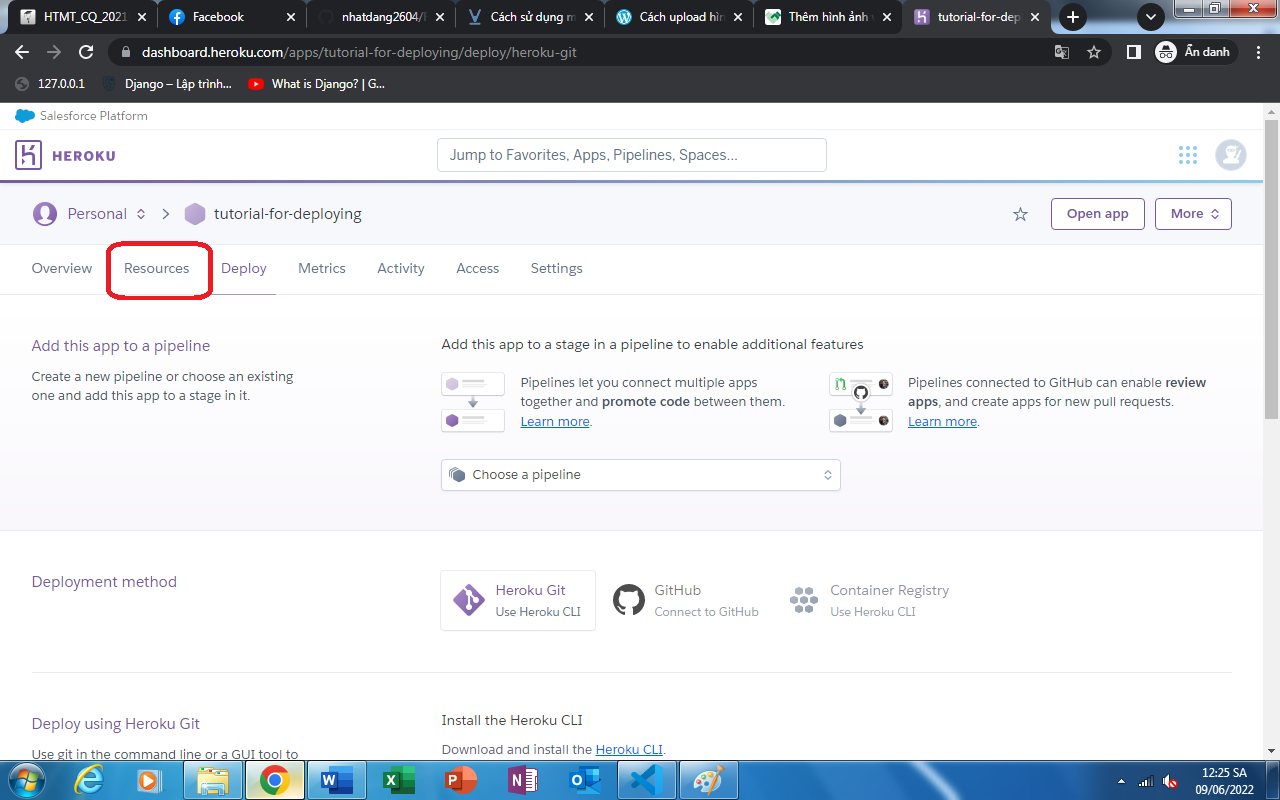 HTMT_CQ_2021
Facebook
nhatdang2604/
Cách sử dụng m
Cách upload hìn
Thêm hình ảnh v
tutorial-for-dep
dashboard.heroku.com/apps/tutorial-for-deploying/deploy/heroku-git
Ẩn danh
127.0.0.1
Django – Lập trình...
What is Django? | G...
Salesforce Platform
HEROKU
Jump to Favorites, Apps, Pipelines, Spaces...
Personal
tutorial-for-deploying
Open app
More
Overview
Resources
Deploy
Metrics
Activity
Access
Settings
Add this app to a pipeline
Create a new pipeline or choose an existing
one and add this app to a stage in it.
Add this app to a stage in a pipeline to enable additional features
Pipelines let you connect multiple apps
together and promote code between them.
Learn more.
Pipelines connected to GitHub can enable review
apps, and create apps for new pull requests.
Learn more.
Choose a pipeline
Deployment method
Heroku Git
Use Heroku CLI
GitHub
Connect to GitHub
Container Registry
Use Heroku CLI
Deploy using Heroku Git
Use git in the command line or a GUI tool to
Install the Heroku CLI
Download and install the Heroku CLI.
12:25 SA
09/06/2022